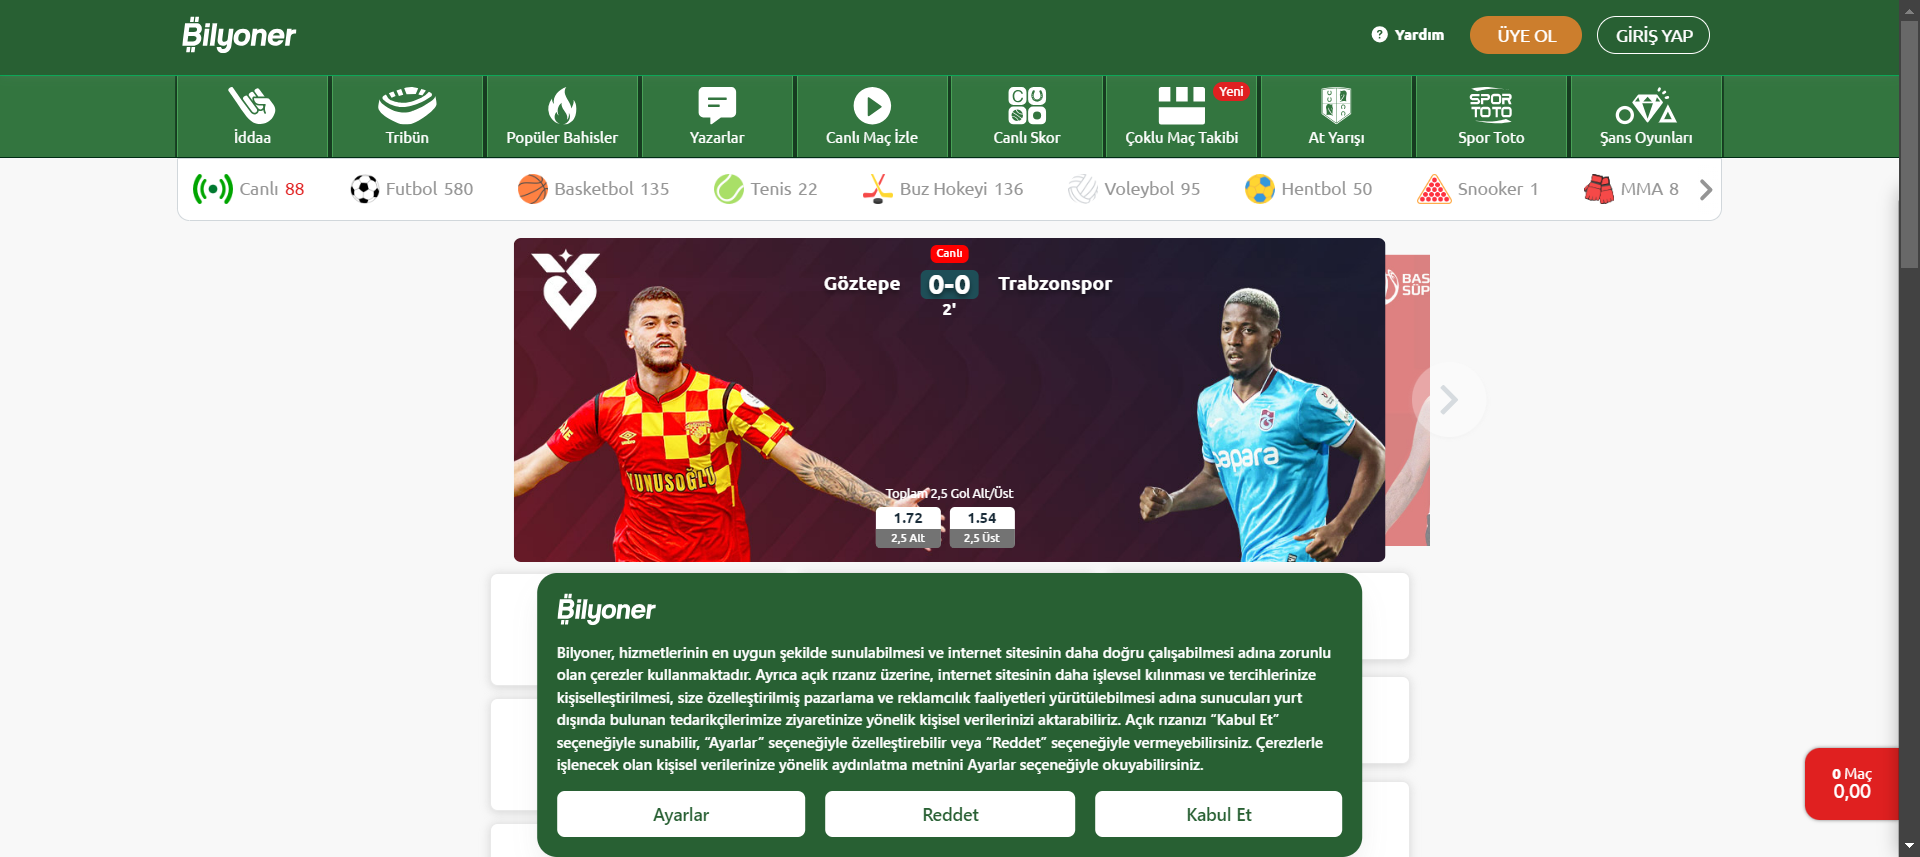 Bilyoner
Yardım
ÜYE OL
GİRİŞ YAP
İddaa
Tribün
Popüler Bahisler
Yazarlar
Canlı Maç İzle
Canlı Skor
Çoklu Maç Takibi
Yeni
At Yarışı
SPOR TOTO
Spor Toto
Şans Oyunları
Canlı 88
Futbol 580
Basketbol 135
Tenis 22
Buz Hokeyi 136
Voleybol 95
Hentbol 50
Snooker 1
MMA 8
Canlı
Göztepe 0-0 Trabzonspor
2'
YUNUSOĞLU
papara
Toplam 2,5 Gol Alt/Üst
1.72
2,5 Alt
1.54
2,5 Üst
BAS
SÜP
Bilyoner
Bilyoner, hizmetlerinin en uygun şekilde sunulabilmesi ve internet sitesinin daha doğru çalışabilmesi adına zorunlu
olan çerezler kullanmaktadır. Ayrıca açık rızanız üzerine, internet sitesinin daha işlevsel kılınması ve tercihlerinize
kişiselleştirilmesi, size özelleştirilmiş pazarlama ve reklamcılık faaliyetleri yürütülebilmesi adına sunucuları yurt
dışında bulunan tedarikçilerimize ziyaretinize yönelik kişisel verilerinizi aktarabiliriz. Açık rızanızı “Kabul Et”
seçeneğiyle sunabilir, “Ayarlar” seçeneğiyle özelleştirebilir veya “Reddet” seçeneğiyle vermeyebilirsiniz. Çerezlerle
işlenecek olan kişisel verilerinize yönelik aydınlatma metnini Ayarlar seçeneğiyle okuyabilirsiniz.
Ayarlar
Reddet
Kabul Et
0 Maç
0,00